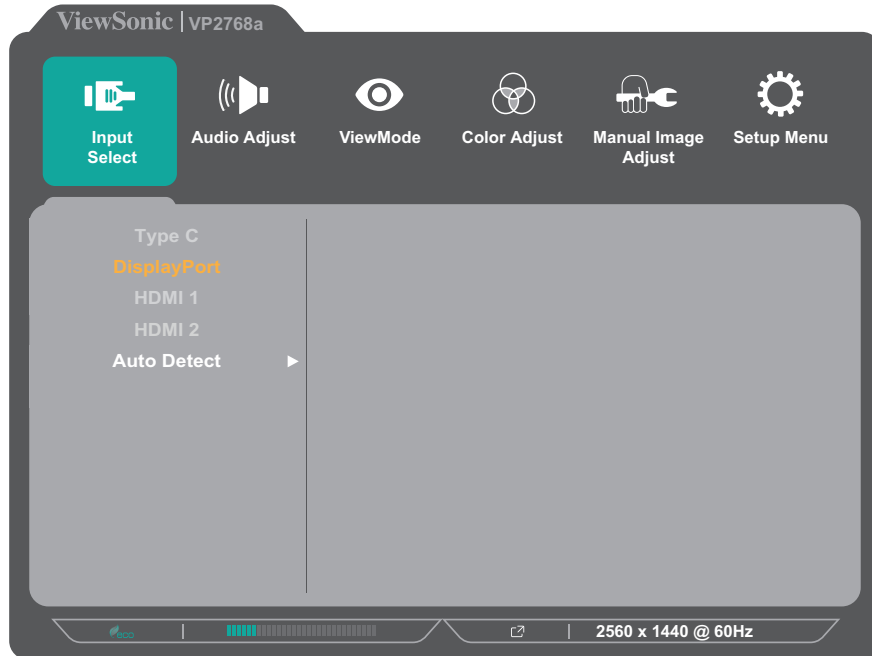 ViewSonic | VP2768a
Input
Select
Audio Adjust
ViewMode
Color Adjust
Manual Image
Adjust
Setup Menu
Type C
DisplayPort
HDMI 1
HDMI 2
Auto Detect
eco
2560 x 1440 @ 60Hz